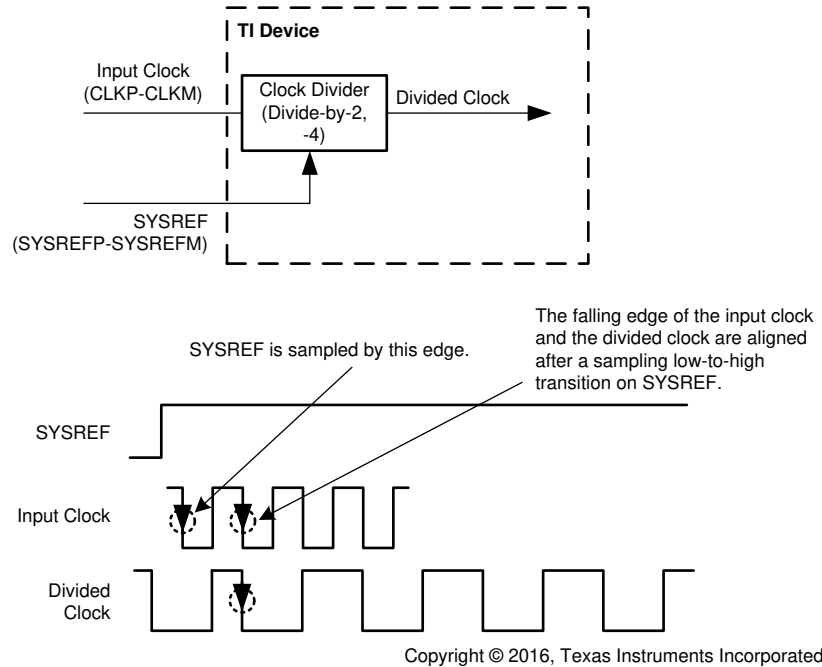 TI Device
Input Clock
(CLKP-CLKM)
Clock Divider
(Divide-by-2,
-4)
Divided Clock
SYSREF
(SYSREFP-SYSREFM)
The falling edge of the input clock
and the divided clock are aligned
after a sampling low-to-high
transition on SYSREF.
SYSREF is sampled by this edge.
SYSREF
Input Clock
Divided
Clock
Copyright © 2016, Texas Instruments Incorporated